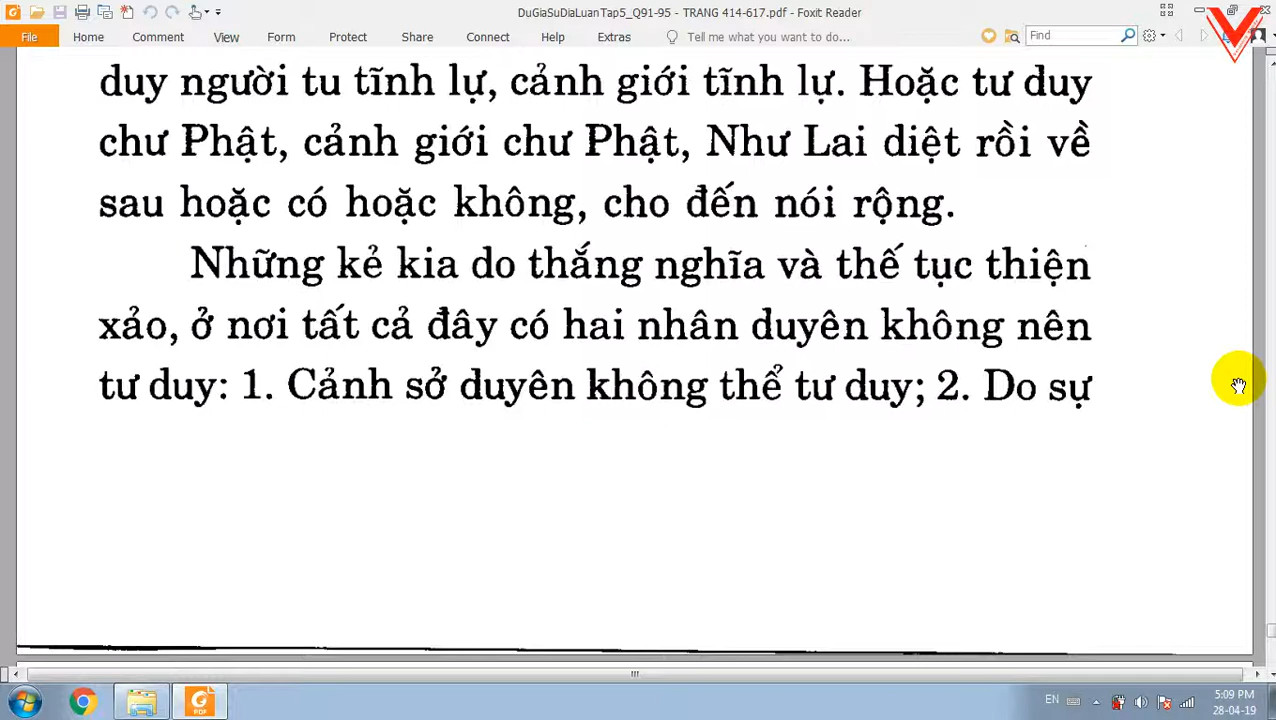 DuGiaSuDiaLuanTap5_Q91-95 - TRANG 414-617.pdf - Foxit Reader
File Home Comment View Form Protect Share Connect Help Extras Tell me what you want to do... Find
duy người tu tĩnh lự, cảnh giới tĩnh lự. Hoặc tư duy
chư Phật, cảnh giới chư Phật, Như Lai diệt rồi về
sau hoặc có hoặc không, cho đến nói rộng.
Những kẻ kia do thắng nghĩa và thế tục thiện
xảo, ở nơi tất cả đây có hai nhân duyên không nên
tư duy: 1. Cảnh sở duyên không thể tư duy; 2. Do sự
EN 5:09 PM
28-04-19